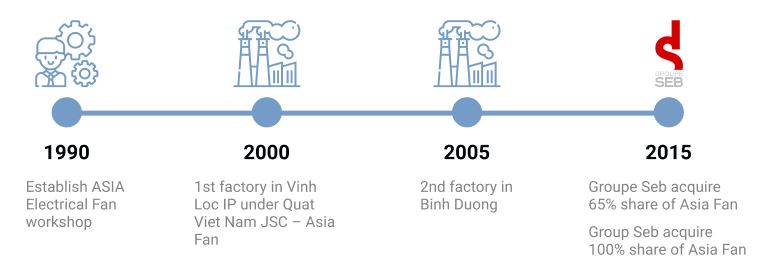 GROUPE
SEB
1990
2000
2005
2015
Establish ASIA
Electrical Fan
workshop
1st factory in Vinh
Loc IP under Quat
Viet Nam JSC – Asia
Fan
2nd factory in
Binh Duong
Groupe Seb acquire
65% share of Asia Fan
Group Seb acquire
100% share of Asia Fan